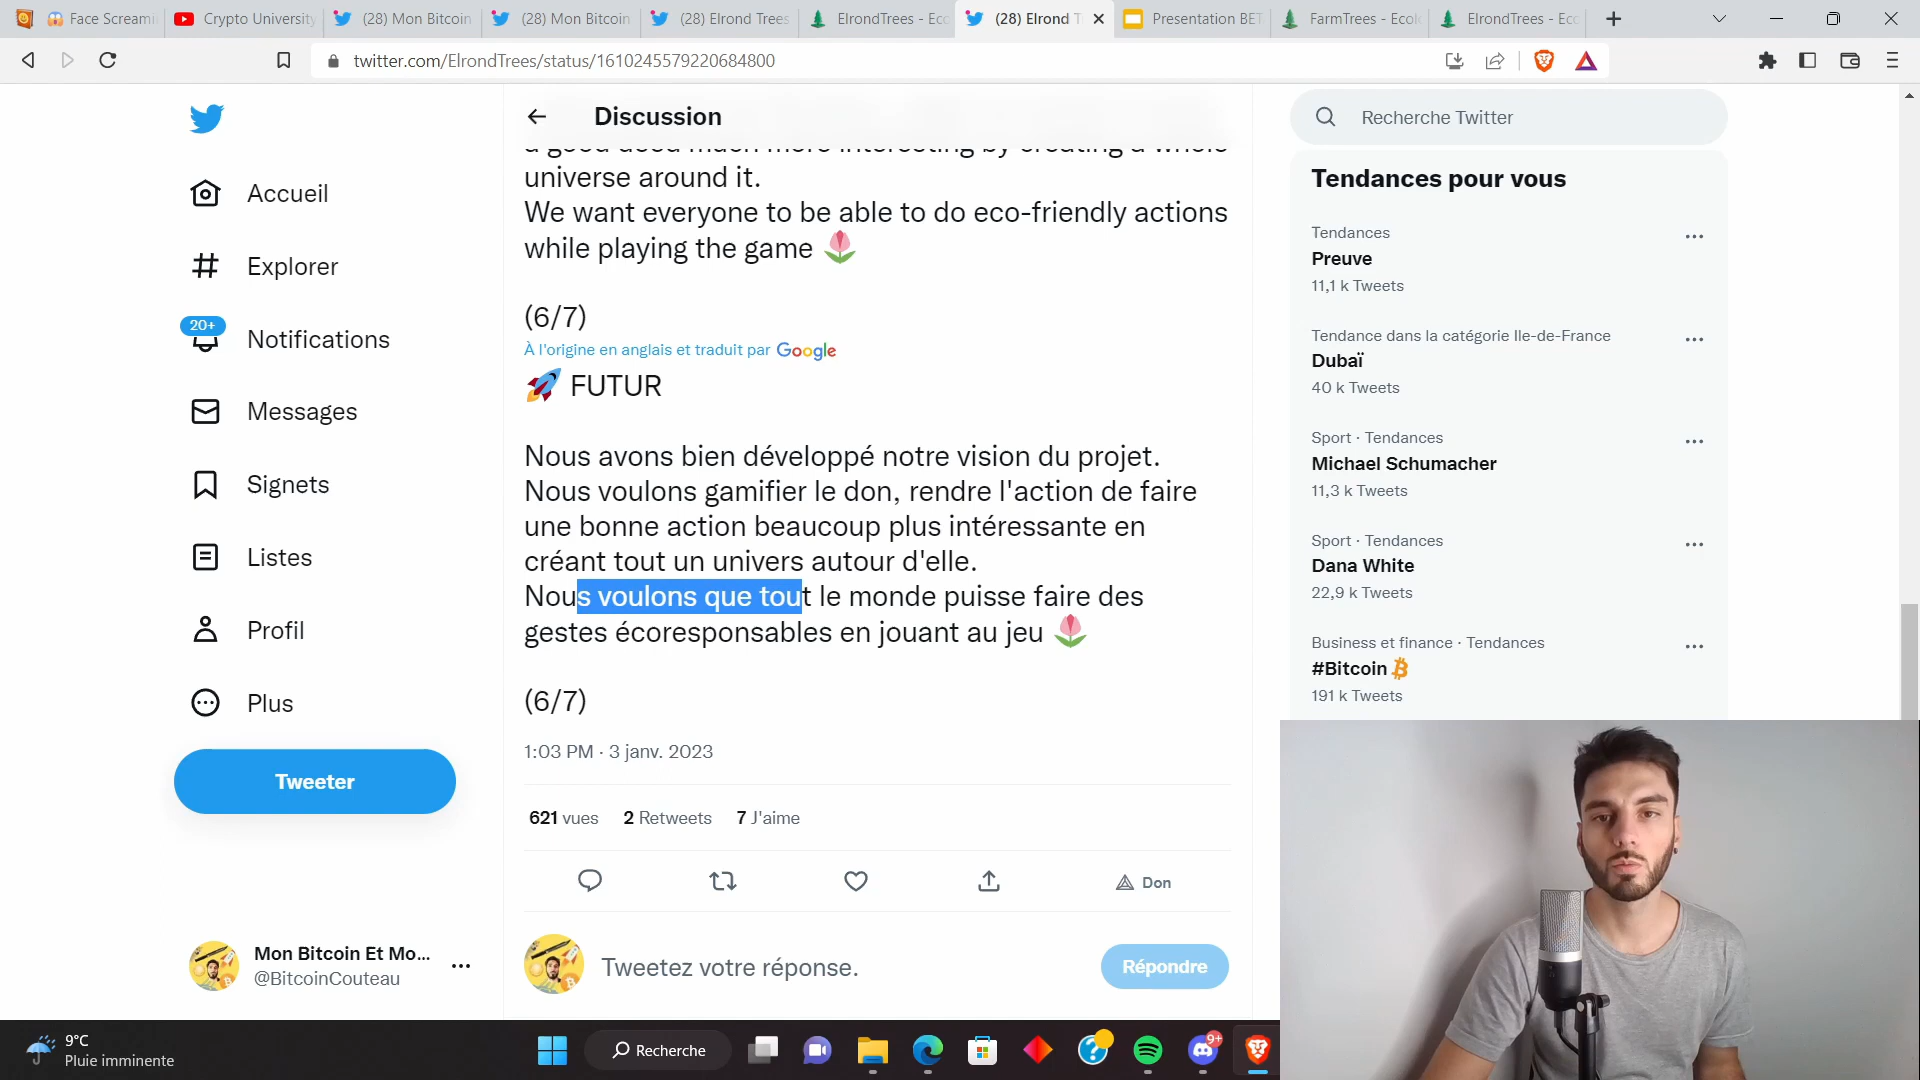 Face Screami
Crypto University
(28) Mon Bitcoin
(28) Mon Bitcoin
(28) Elrond Trees
ElrondTrees - Eco
(28) Elrond T
Presentation BET
FarmTrees - Ecol
ElrondTrees - Eco
twitter.com/ElrondTrees/status/1610245579220684800
Accueil
Explorer
20+
Notifications
Messages
Signets
Listes
Profil
Plus
Tweeter
Mon Bitcoin Et Mo...
@BitcoinCouteau
Discussion
a good deed much more interesting by creating a whole
universe around it.
We want everyone to be able to do eco-friendly actions
while playing the game
(6/7)
À l'origine en anglais et traduit par Google
FUTUR
Nous avons bien développé notre vision du projet.
Nous voulons gamifier le don, rendre l'action de faire
une bonne action beaucoup plus intéressante en
créant tout un univers autour d'elle.
Nous voulons que tout le monde puisse faire des
gestes écoresponsables en jouant au jeu
(6/7)
1:03 PM · 3 janv. 2023
621 vues 2 Retweets 7 J'aime
Don
Tweetez votre réponse.
Répondre
Recherche Twitter
Tendances pour vous
Tendances
Preuve
11,1 k Tweets
Tendance dans la catégorie Ile-de-France
Dubaï
40 k Tweets
Sport · Tendances
Michael Schumacher
11,3 k Tweets
Sport · Tendances
Dana White
22,9 k Tweets
Business et finance · Tendances
#Bitcoin
191 k Tweets
9°C
Pluie imminente
Recherche
9+